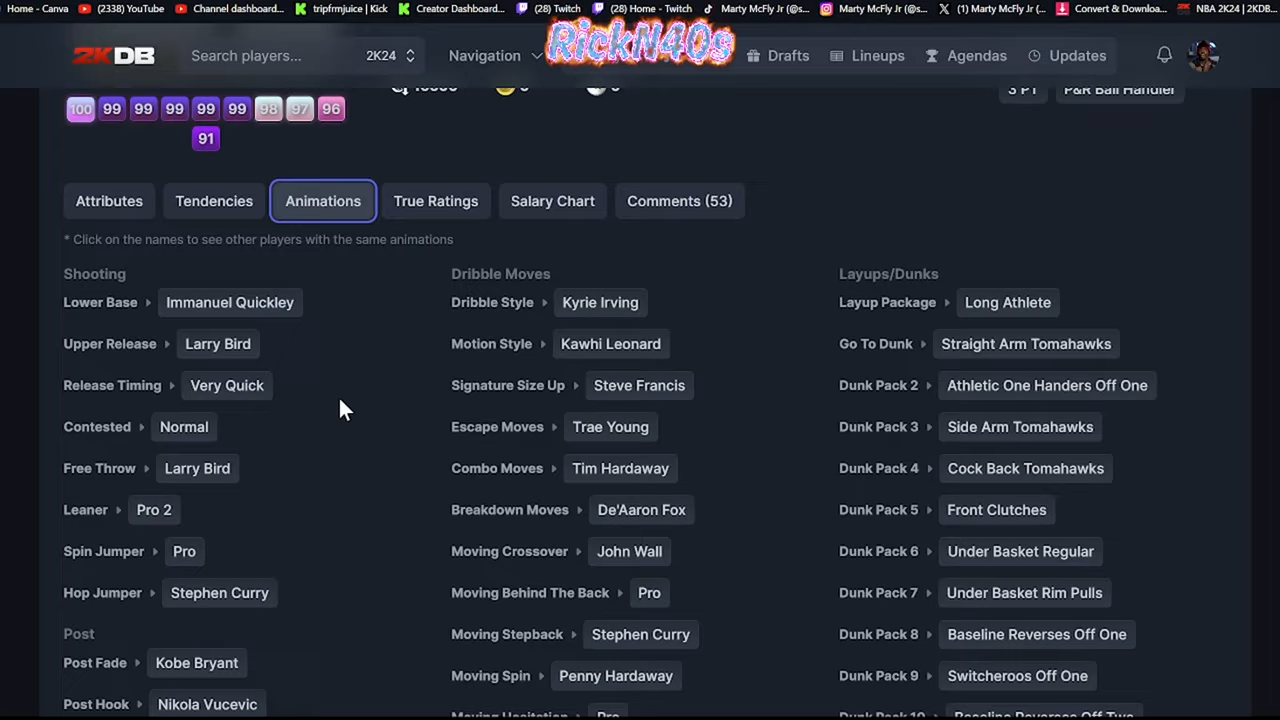 Home - Canva (2338) YouTube Channel dashboard... tripfrmjuice | Kick Creator Dashboard... (28) Twitch (28) Home - Twitch Marty McFly Jr (@s... Marty McFly Jr (@s... (1) Marty McFly Jr (... Convert & Downloa... NBA 2K24 | 2KDB...
RickN40s
2KDB Search players... 2K24 Navigation Drafts Lineups Agendas Updates
3 PT P&R Ball Handler
100 99 99 99 99 99 98 97 96
91
Attributes Tendencies Animations True Ratings Salary Chart Comments (53)
* Click on the names to see other players with the same animations
Shooting
Lower Base Immanuel Quickley
Upper Release Larry Bird
Release Timing Very Quick
Contested Normal
Free Throw Larry Bird
Leaner Pro 2
Spin Jumper Pro
Hop Jumper Stephen Curry
Post
Post Fade Kobe Bryant
Post Hook Nikola Vucevic
Dribble Moves
Dribble Style Kyrie Irving
Motion Style Kawhi Leonard
Signature Size Up Steve Francis
Escape Moves Trae Young
Combo Moves Tim Hardaway
Breakdown Moves De'Aaron Fox
Moving Crossover John Wall
Moving Behind The Back Pro
Moving Stepback Stephen Curry
Moving Spin Penny Hardaway
Moving Hesitation Pro
Layups/Dunks
Layup Package Long Athlete
Go To Dunk Straight Arm Tomahawks
Dunk Pack 2 Athletic One Handers Off One
Dunk Pack 3 Side Arm Tomahawks
Dunk Pack 4 Cock Back Tomahawks
Dunk Pack 5 Front Clutches
Dunk Pack 6 Under Basket Regular
Dunk Pack 7 Under Basket Rim Pulls
Dunk Pack 8 Baseline Reverses Off One
Dunk Pack 9 Switcheroos Off One
Dunk Pack 10 Baseline Reverses Off Two